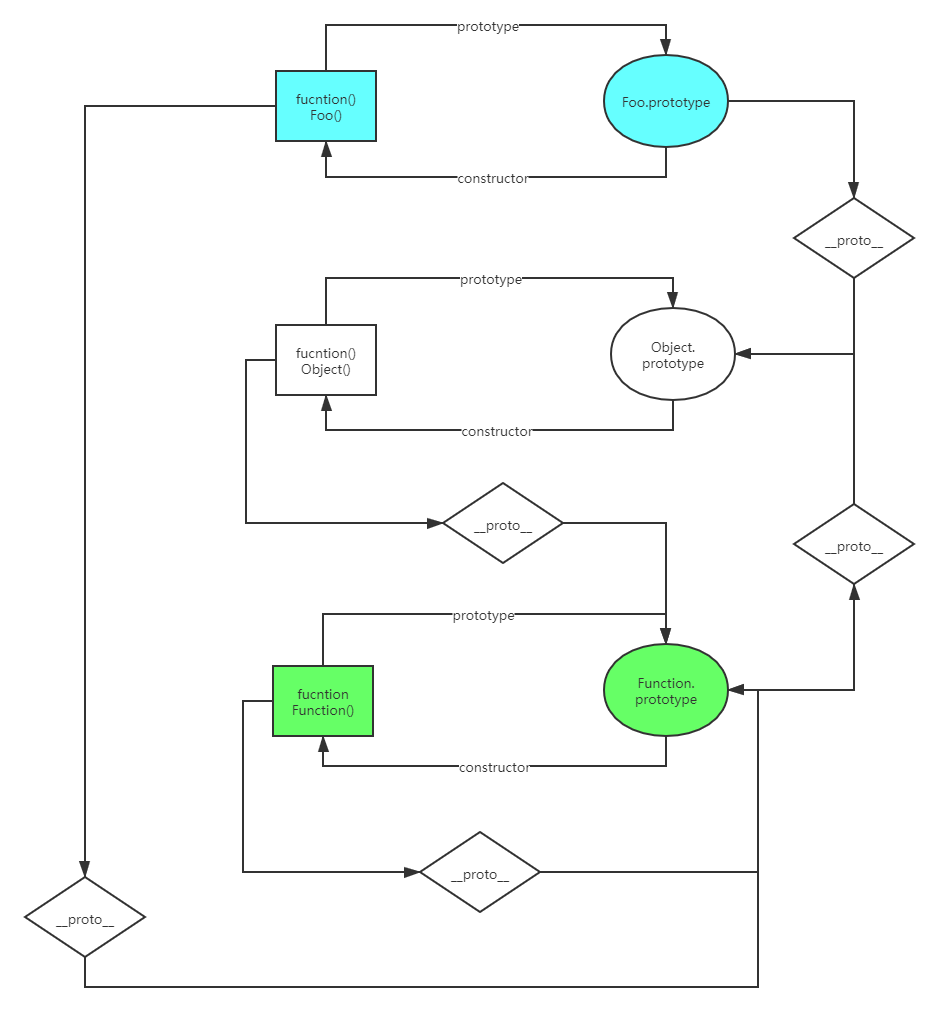 prototype
fucntion()
Foo()
Foo.prototype
constructor
__proto__
prototype
fucntion()
Object()
Object.
prototype
constructor
__proto__
__proto__
prototype
fucntion
Function()
Function.
prototype
constructor
__proto__
__proto__